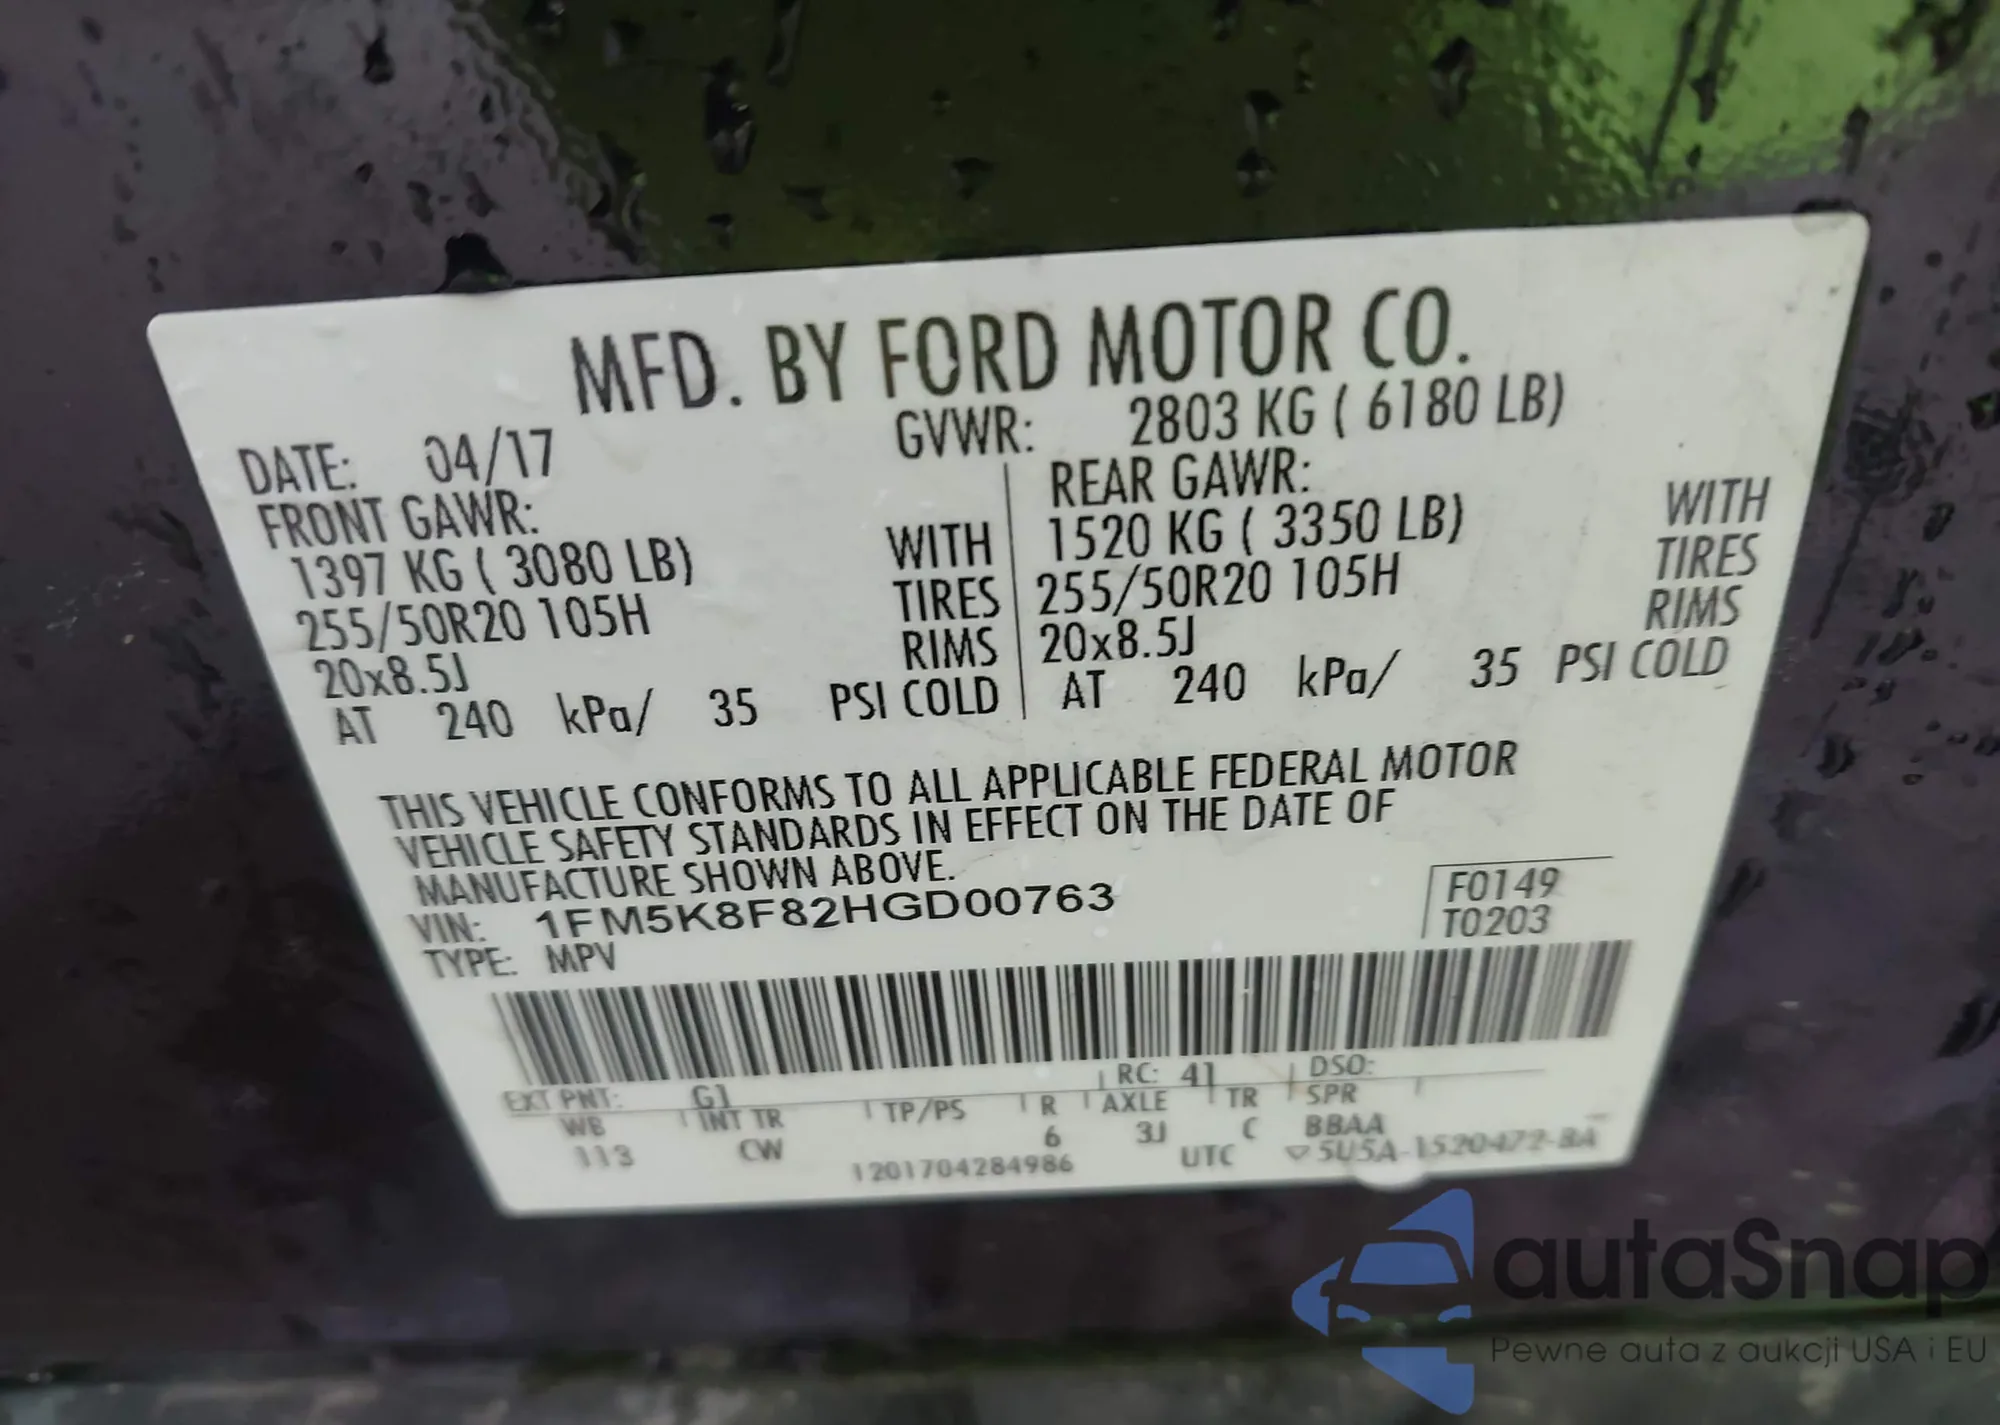 MFD. BY FORD MOTOR CO.
DATE: 04/17 GVWR: 2803 KG ( 6180 LB)
FRONT GAWR: REAR GAWR:
1397 KG ( 3080 LB) WITH 1520 KG ( 3350 LB) WITH
255/50R20 105H TIRES 255/50R20 105H TIRES
20x8.5J RIMS 20x8.5J RIMS
AT 240 kPa/ 35 PSI COLD AT 240 kPa/ 35 PSI COLD
THIS VEHICLE CONFORMS TO ALL APPLICABLE FEDERAL MOTOR
VEHICLE SAFETY STANDARDS IN EFFECT ON THE DATE OF
MANUFACTURE SHOWN ABOVE.
VIN: 1FM5K8F82HGD00763 F0149
TYPE: MPV T0203
EXT PNT: G1 RC: 41 DSO:
WB INT TR TP/PS R AXLE TR SPR
113 CW 6 3J C BBAA
1201704284986 UTC ▽5U5A-1520472-BA
autaSnap
Pewne auta z aukcji USA i EU